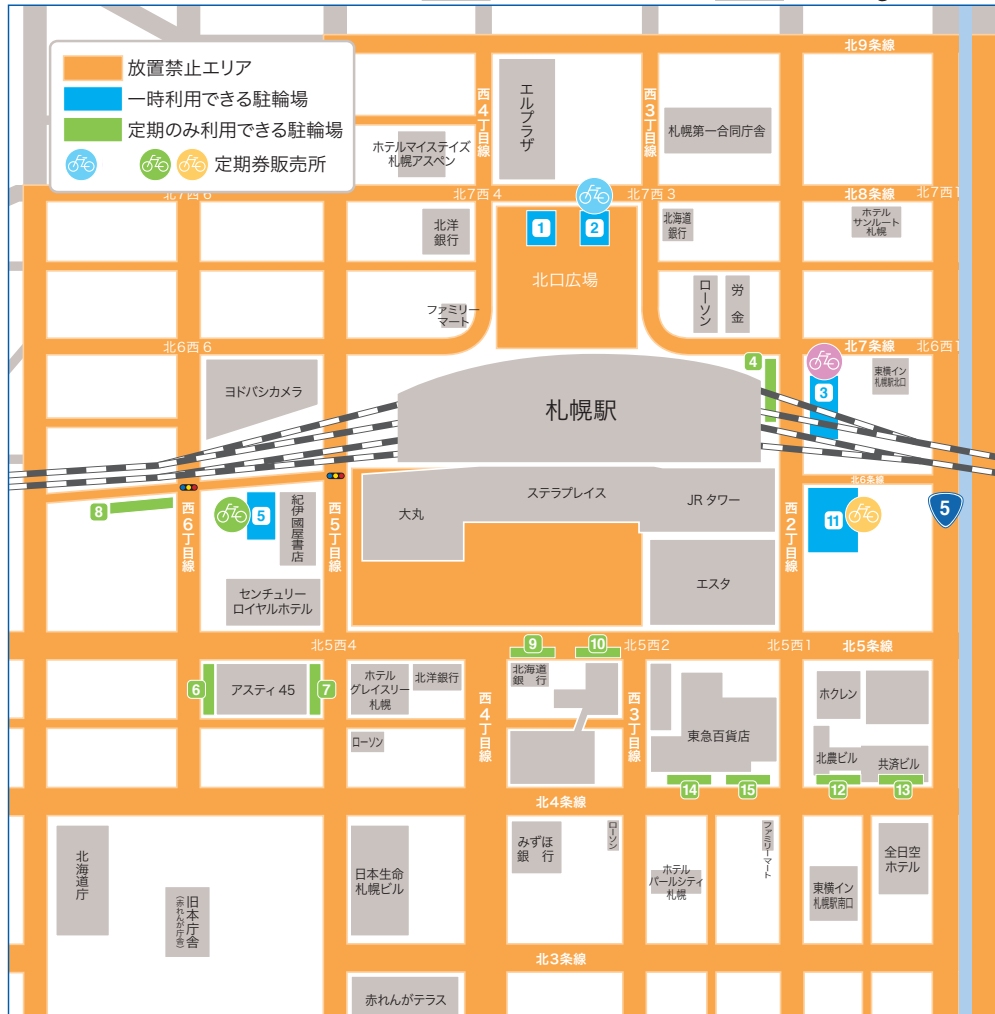 放置禁止エリア
一時利用できる駐輪場
定期のみ利用できる駐輪場
定期券販売所
北9条線
西4丁目線
エルプラザ
西3丁目線
札幌第一合同庁舎
ホテルマイステイズ
札幌アスペン
北7西6
北7西4
北7西3
北8条線
北7西1
北洋
銀行
1
2
北海道
銀行
ホテル
サンルート
札幌
北口広場
ファミリー
マート
ローソン
労金
北6西6
北7条線
北6西1
ヨドバシカメラ
札幌駅
4
3
東横イン
札幌駅北口
北6条線
8
西6丁目線
5
紀伊國屋書店
西5丁目線
大丸
ステラプレイス
JRタワー
西2丁目線
11
5
センチュリー
ロイヤルホテル
エスタ
北5西4
9
10
北5西2
北5西1
北5条線
6
アスティ45
7
ホテル
グレイスリー
札幌
北洋銀行
西4丁目線
北海道
銀行
西3丁目線
東急百貨店
ホクレン
ローソン
北農ビル
共済ビル
14
15
12
13
北4条線
北海道庁
旧本庁舎
(赤れんが庁舎)
日本生命
札幌ビル
みずほ
銀行
ローソン
ホテル
パールシティ
札幌
ファミリーマート
東横イン
札幌駅南口
全日空
ホテル
北3条線
赤れんがテラス